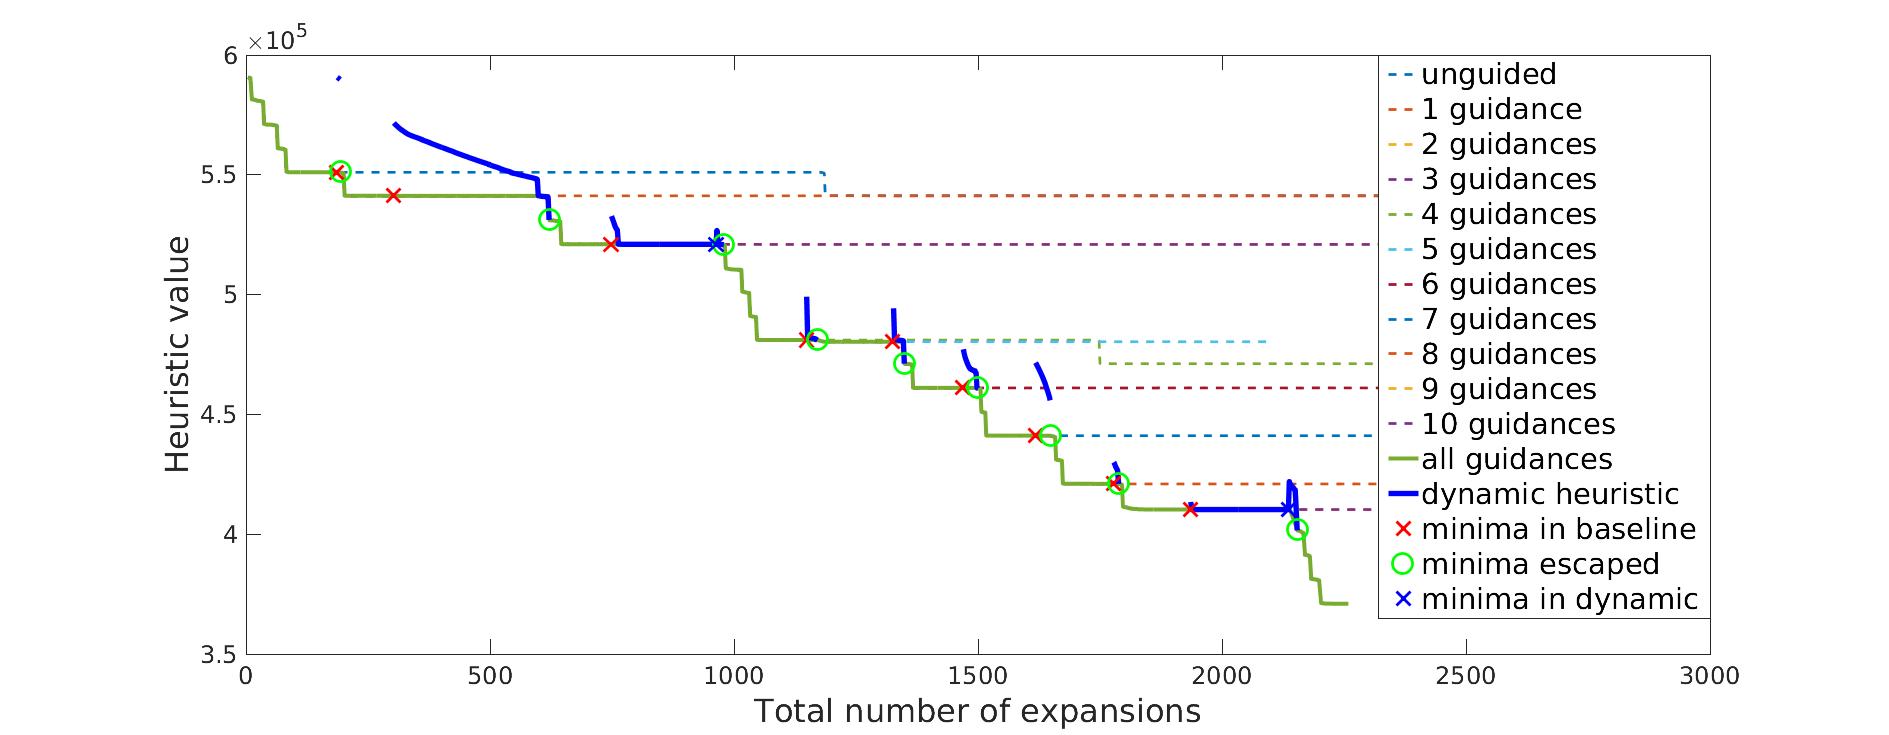 ×10⁵
6
5.5
5
4.5
4
3.5
0 500 1000 1500 2000 2500 3000
Heuristic value
Total number of expansions
unguided
1 guidance
2 guidances
3 guidances
4 guidances
5 guidances
6 guidances
7 guidances
8 guidances
9 guidances
10 guidances
all guidances
dynamic heuristic
minima in baseline
minima escaped
minima in dynamic